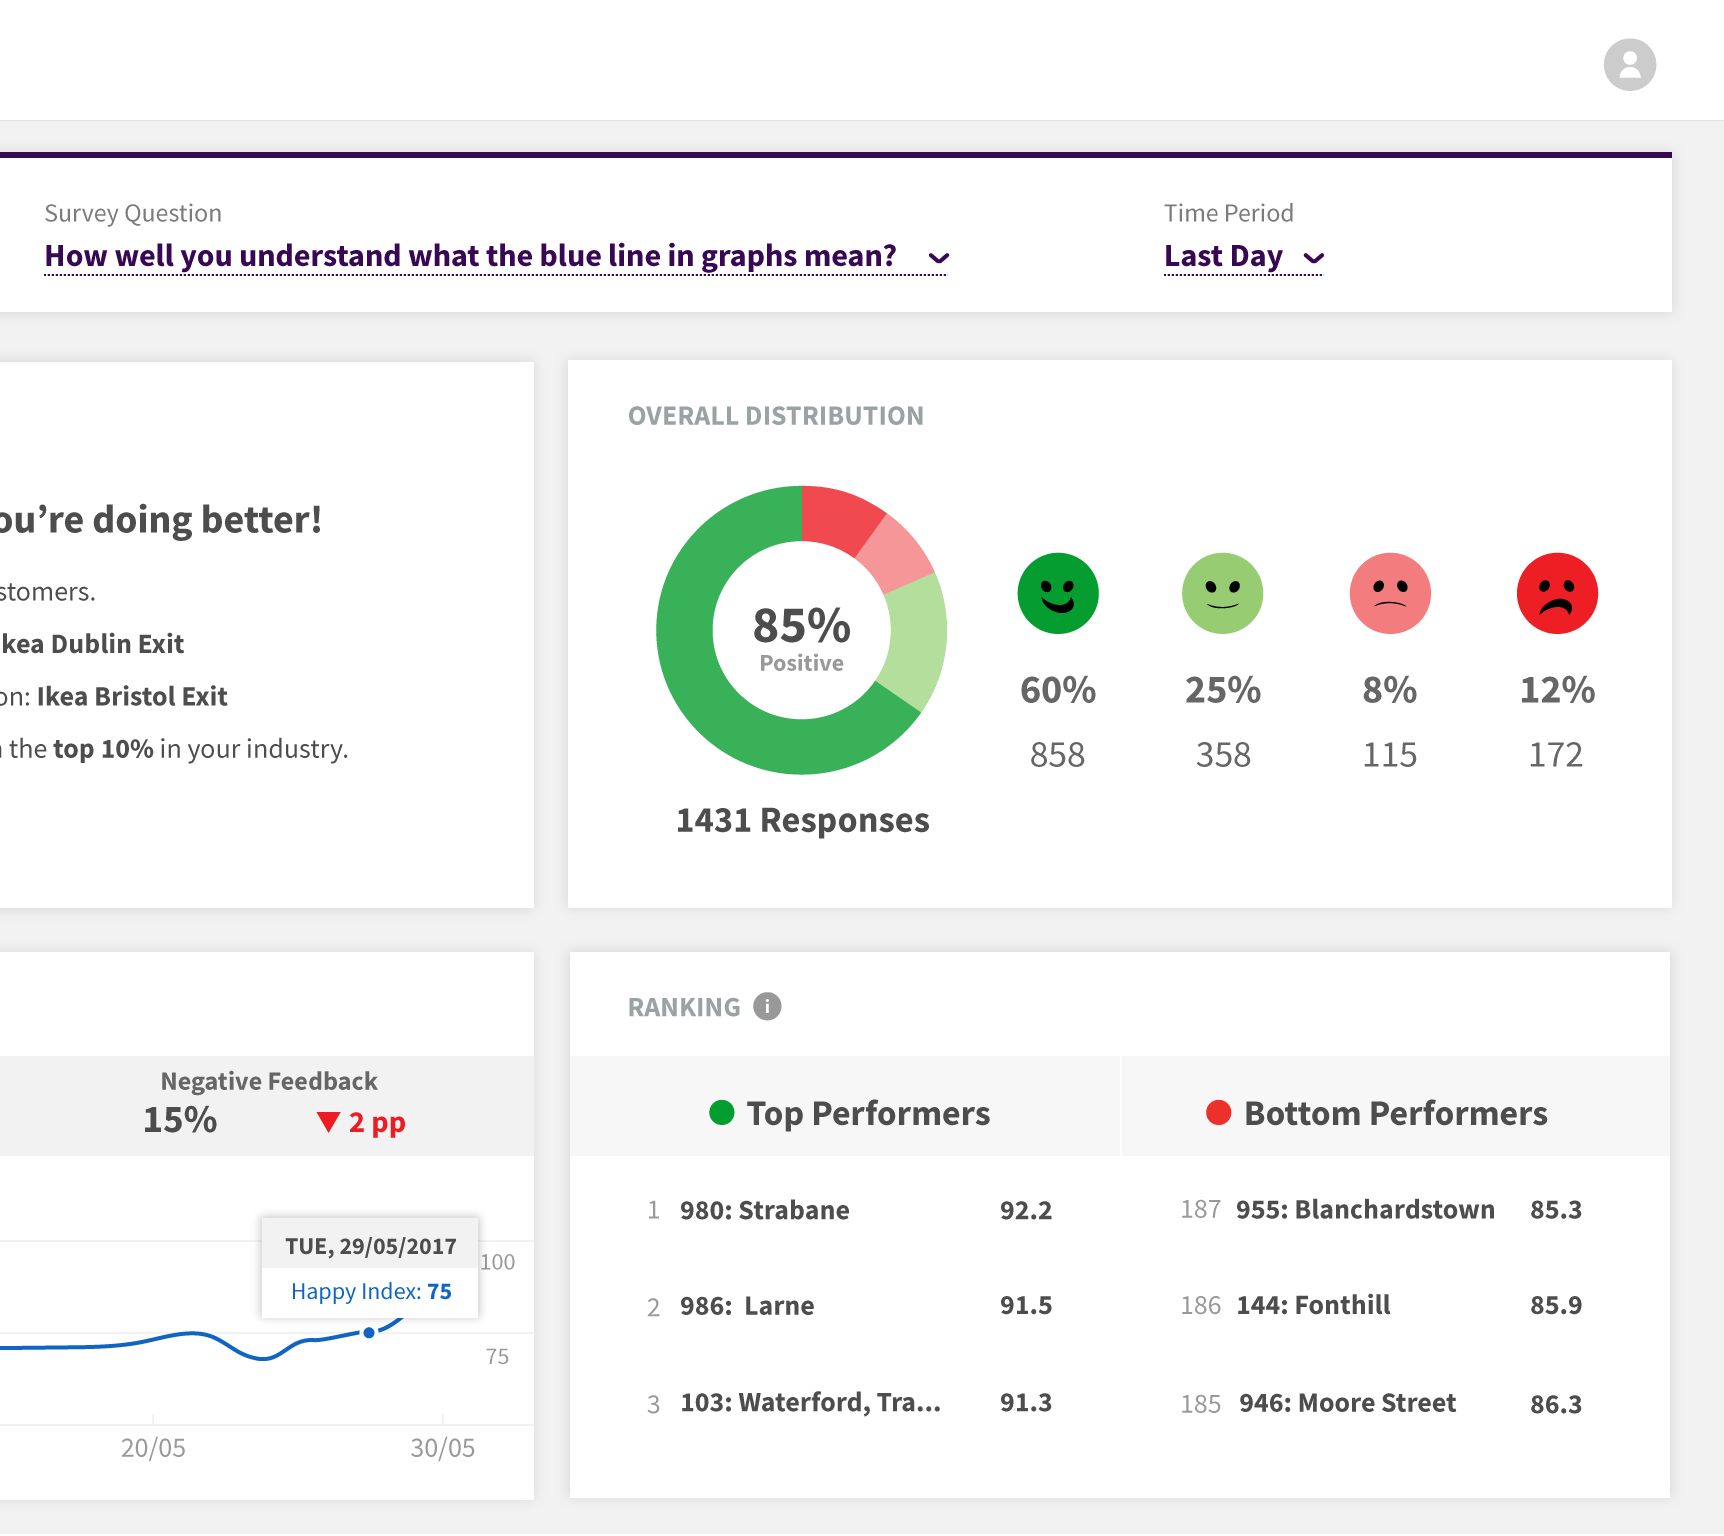 Survey Question
How well you understand what the blue line in graphs mean?
Time Period
Last Day
ou’re doing better!
stomers.
kea Dublin Exit
on: Ikea Bristol Exit
the top 10% in your industry.
OVERALL DISTRIBUTION
85%
Positive
1431 Responses
60% 25% 8% 12%
858 358 115 172
Negative Feedback
15% 2 pp
TUE, 29/05/2017
Happy Index: 75
100
75
20/05 30/05
RANKING i
Top Performers
1 980: Strabane 92.2
2 986: Larne 91.5
3 103: Waterford, Tra... 91.3
Bottom Performers
187 955: Blanchardstown 85.3
186 144: Fonthill 85.9
185 946: Moore Street 86.3